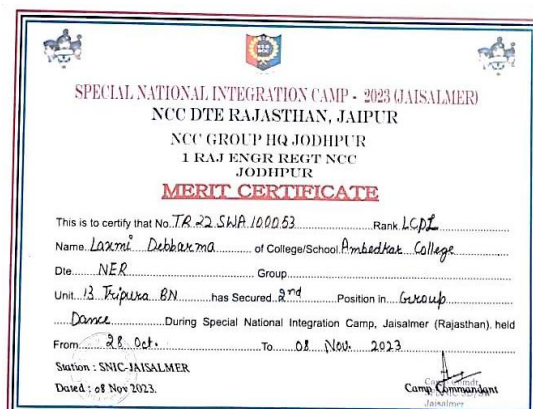 SPECIAL NATIONAL INTEGRATION CAMP - 2023 (JAISALMER)
NCC DTE RAJASTHAN, JAIPUR
NCC GROUP HQ JODHPUR
1 RAJ ENGR REGT NCC
JODHPUR
MERIT CERTIFICATE
This is to certify that No. TR 22 SWA 100053 Rank LCPL
Name Laxmi Debbarma of College/School Ambedkar College
Dte NER Group
Unit 13 Tripura BN has Secured 2nd Position in Group
Dance During Special National Integration Camp, Jaisalmer (Rajasthan). held
From 28 Oct. To 08 Nov. 2023
Station : SNIC-JAISALMER
Dated : 08 Nov 2023.
Camp Commandant
Jaisalmer